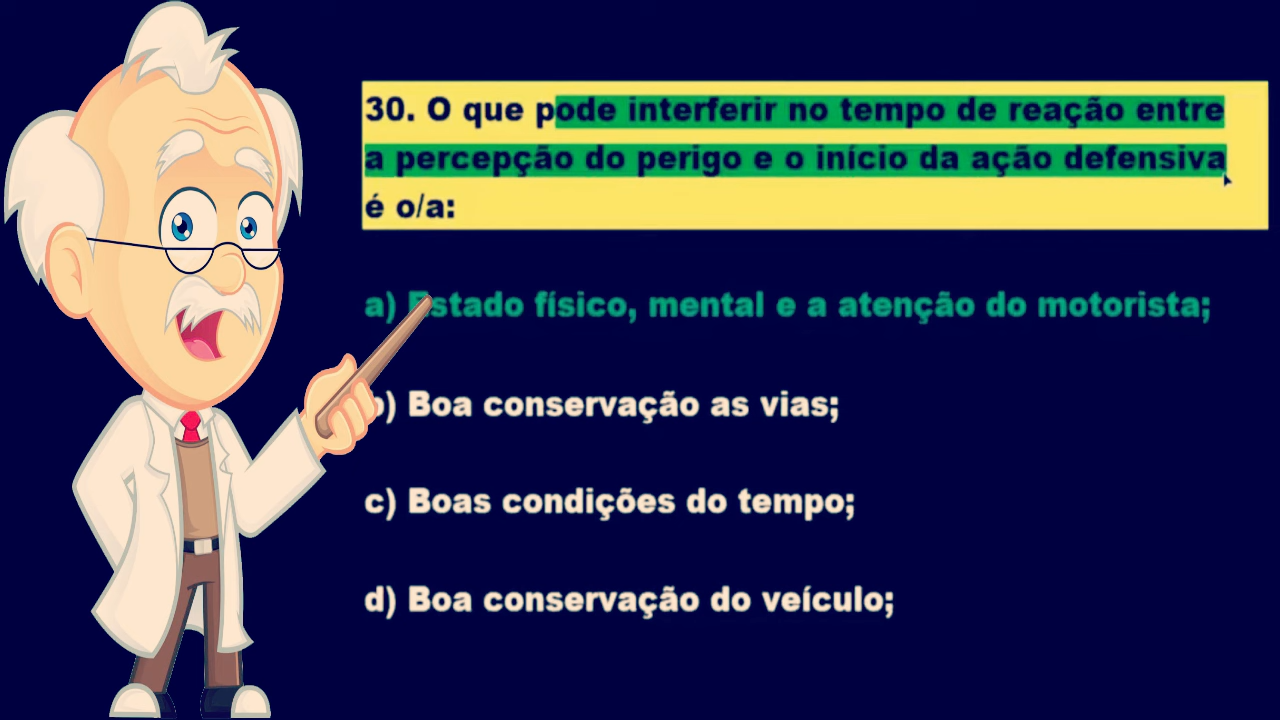 30. O que pode interferir no tempo de reação entre
a percepção do perigo e o início da ação defensiva
é o/a:
a) Estado físico, mental e a atenção do motorista;
b) Boa conservação as vias;
c) Boas condições do tempo;
d) Boa conservação do veículo;